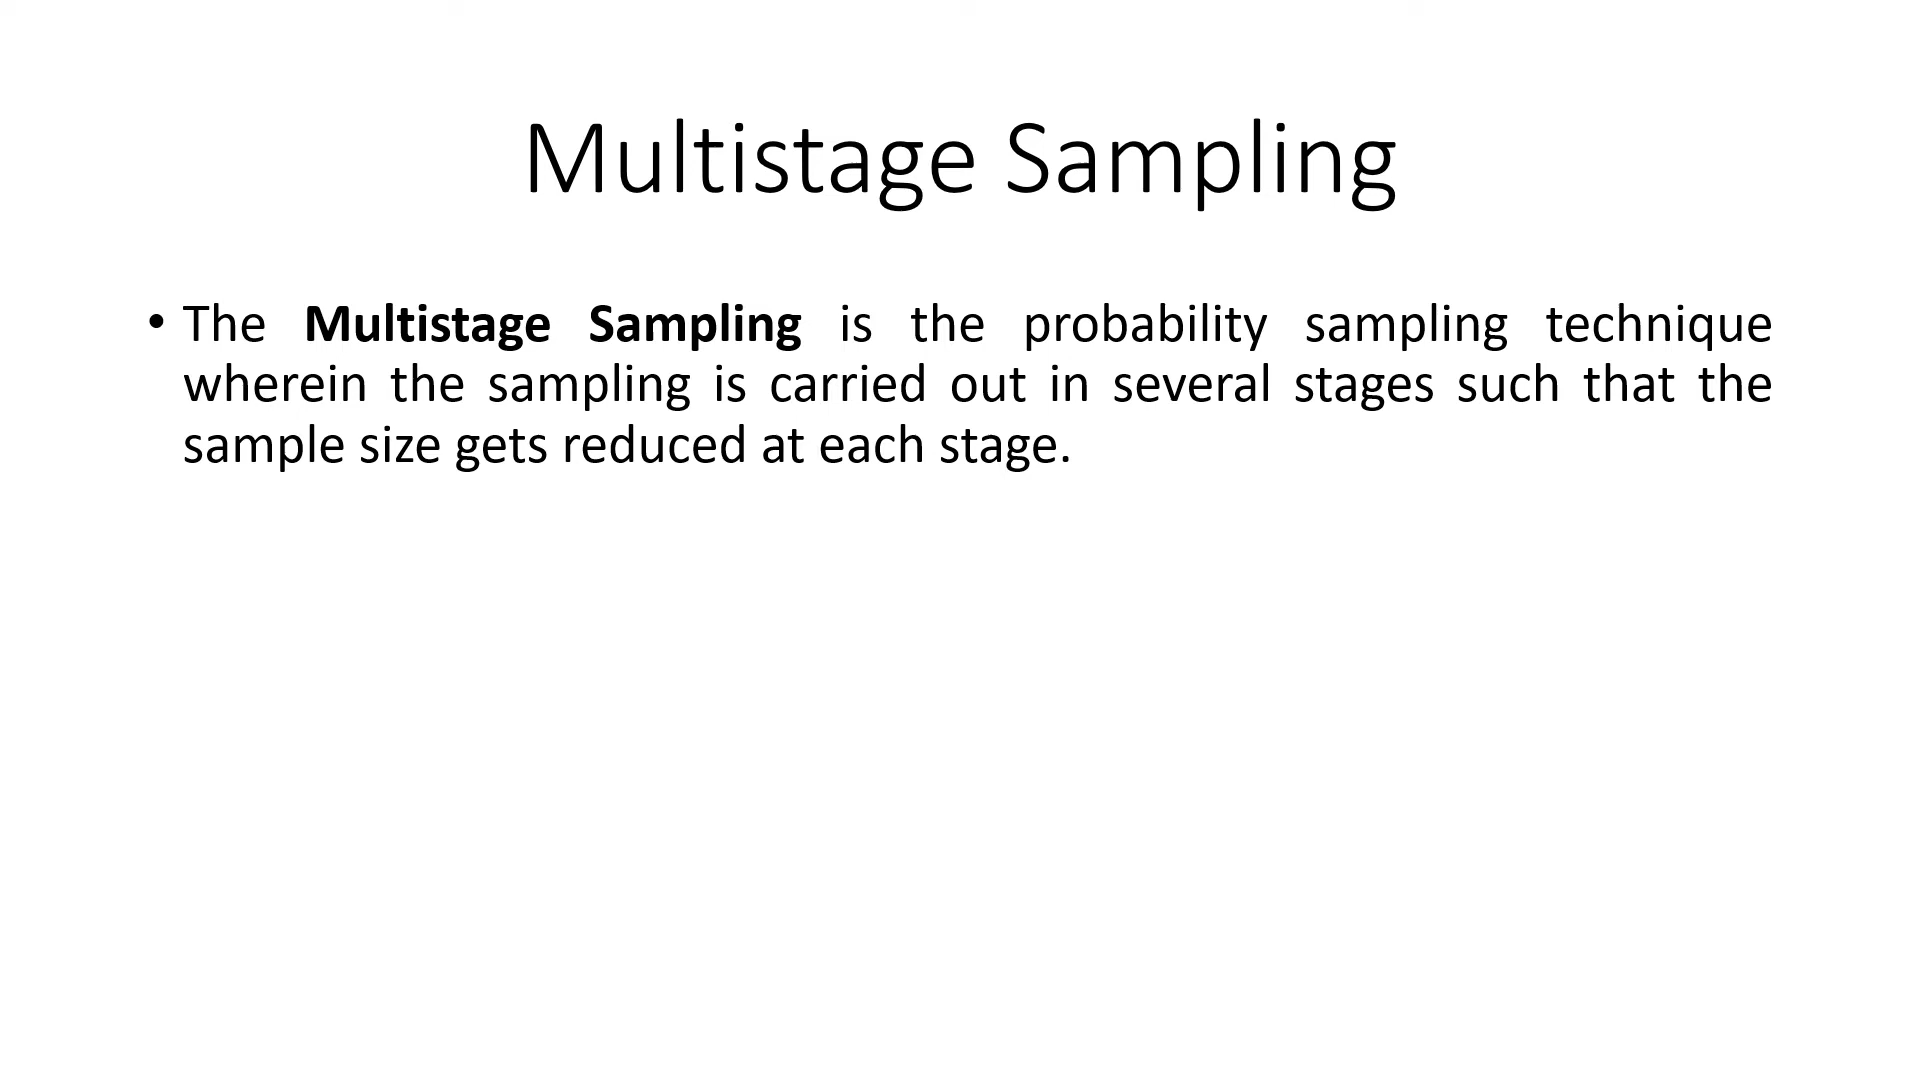 Multistage Sampling
• The Multistage Sampling is the probability sampling technique
wherein the sampling is carried out in several stages such that the
sample size gets reduced at each stage.